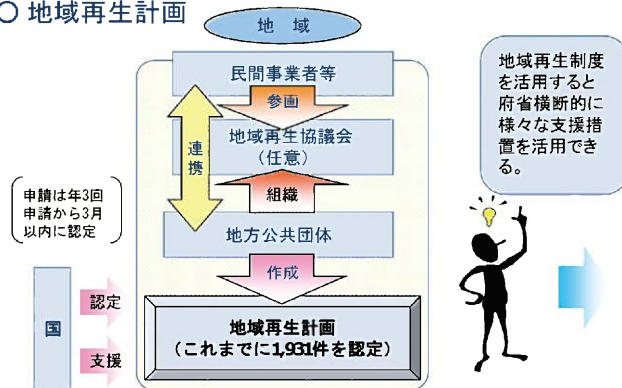 ○ 地域再生計画
地 域
民間事業者等
参画
地域再生協議会
(任意)
連携
組織
地方公共団体
作成
地域再生計画
(これまでに1,931件を認定)
申請は年3回
申請から3月
以内に認定
国
認定
支援
地域再生制度
を活用すると
府省横断的に
様々な支援措
置を活用でき
る。